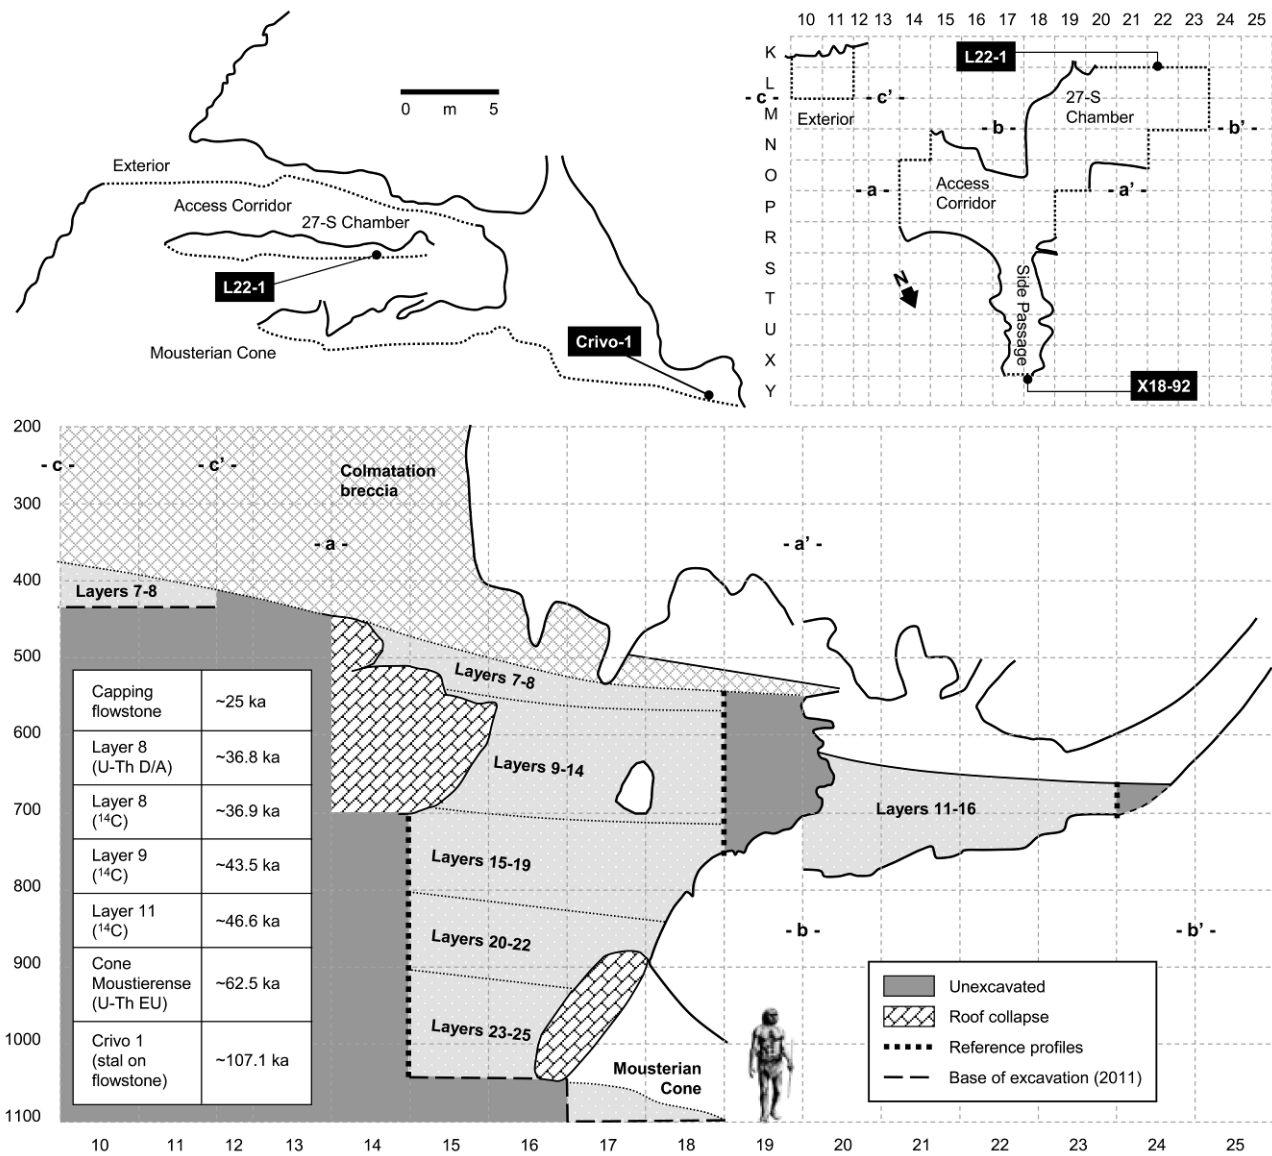 Exterior
Access Corridor
27-S Chamber
L22-1
Mousterian Cone
Crivo-1
0 m 5
10 11 12 13 14 15 16 17 18 19 20 21 22 23 24 25
K
L
M
N
O
P
R
S
T
U
X
Y
L22-1
- c -
c' -
Exterior
27-S
Chamber
- b -
- b' -
- a -
- a' -
Access
Corridor
N
Side Passage
X18-92
200
300
400
500
600
700
800
900
1000
1100
- c -
- c' -
Colmatation
breccia
- a -
- a' -
Layers 7-8
Layers 7-8
Layers 9-14
Layers 11-16
Layers 15-19
Layers 20-22
Layers 23-25
Mousterian
Cone
- b -
- b' -
Capping
flowstone
~25 ka
Layer 8
(U-Th D/A)
~36.8 ka
Layer 8
(¹⁴C)
~36.9 ka
Layer 9
(¹⁴C)
~43.5 ka
Layer 11
(¹⁴C)
~46.6 ka
Cone
Moustierense
(U-Th EU)
~62.5 ka
Crivo 1
(stal on
flowstone)
~107.1 ka
Unexcavated
Roof collapse
Reference profiles
Base of excavation (2011)
10 11 12 13 14 15 16 17 18 19 20 21 22 23 24 25